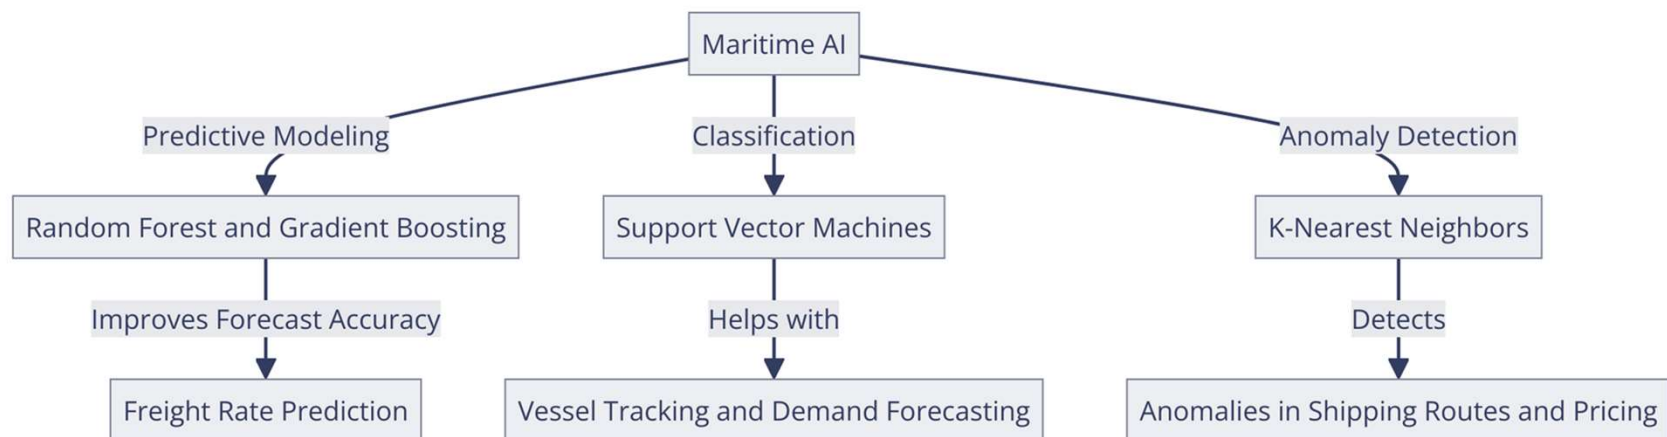 Maritime AI
Predictive Modeling
Classification
Anomaly Detection
Random Forest and Gradient Boosting
Support Vector Machines
K-Nearest Neighbors
Improves Forecast Accuracy
Helps with
Detects
Freight Rate Prediction
Vessel Tracking and Demand Forecasting
Anomalies in Shipping Routes and Pricing